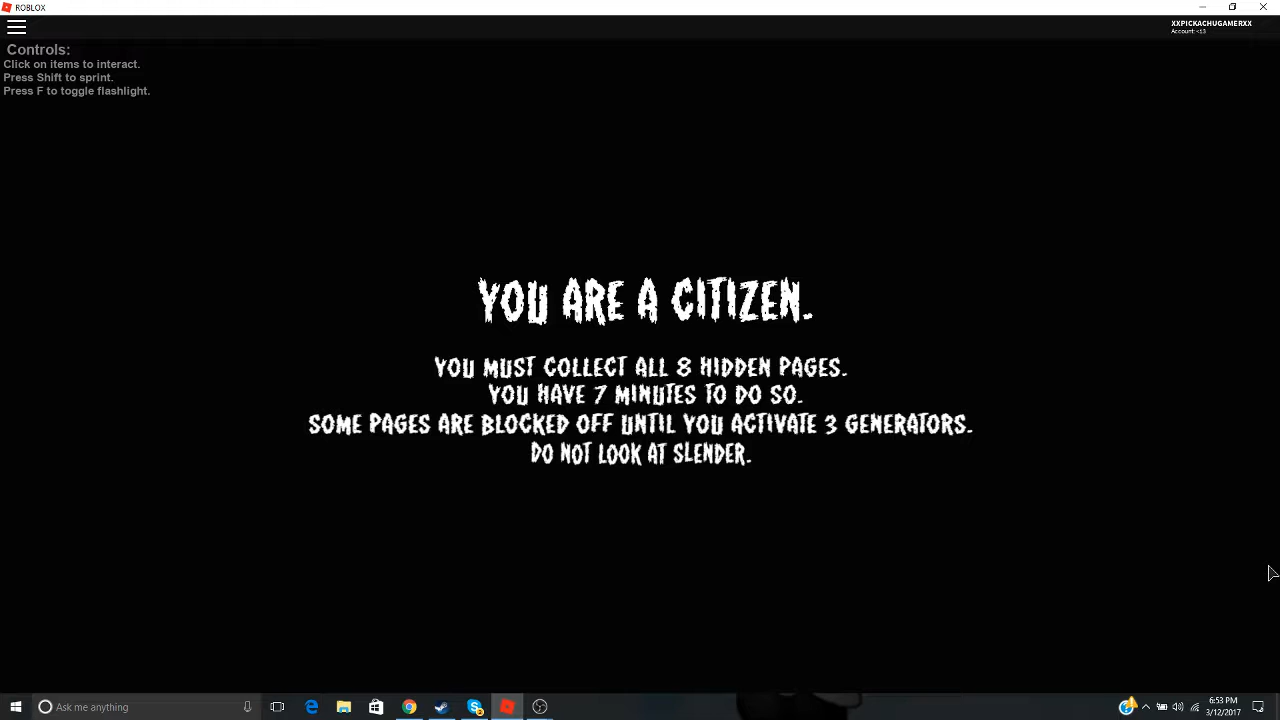 ROBLOX
XXPICKACHUGAMERXX
Account: <13
Controls:
Click on items to interact.
Press Shift to sprint.
Press F to toggle flashlight.
YOU ARE A CITIZEN.
YOU MUST COLLECT ALL 8 HIDDEN PAGES.
YOU HAVE 7 MINUTES TO DO SO.
SOME PAGES ARE BLOCKED OFF UNTIL YOU ACTIVATE 3 GENERATORS.
DO NOT LOOK AT SLENDER.
Ask me anything
6:53 PM
3/12/2017